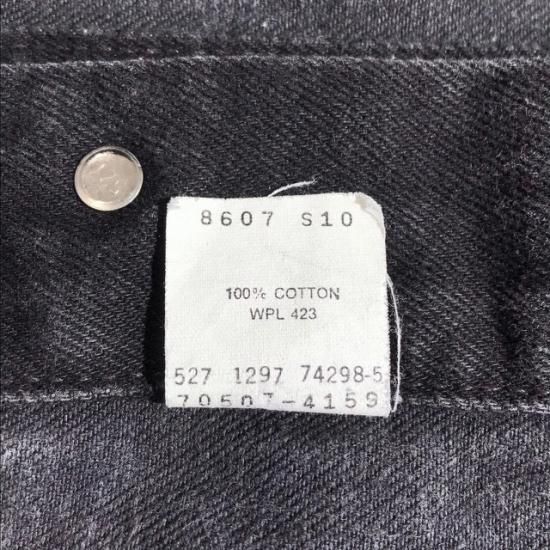 8607 S10
100% COTTON
WPL 423
527 1297 74298-5
70507-4159